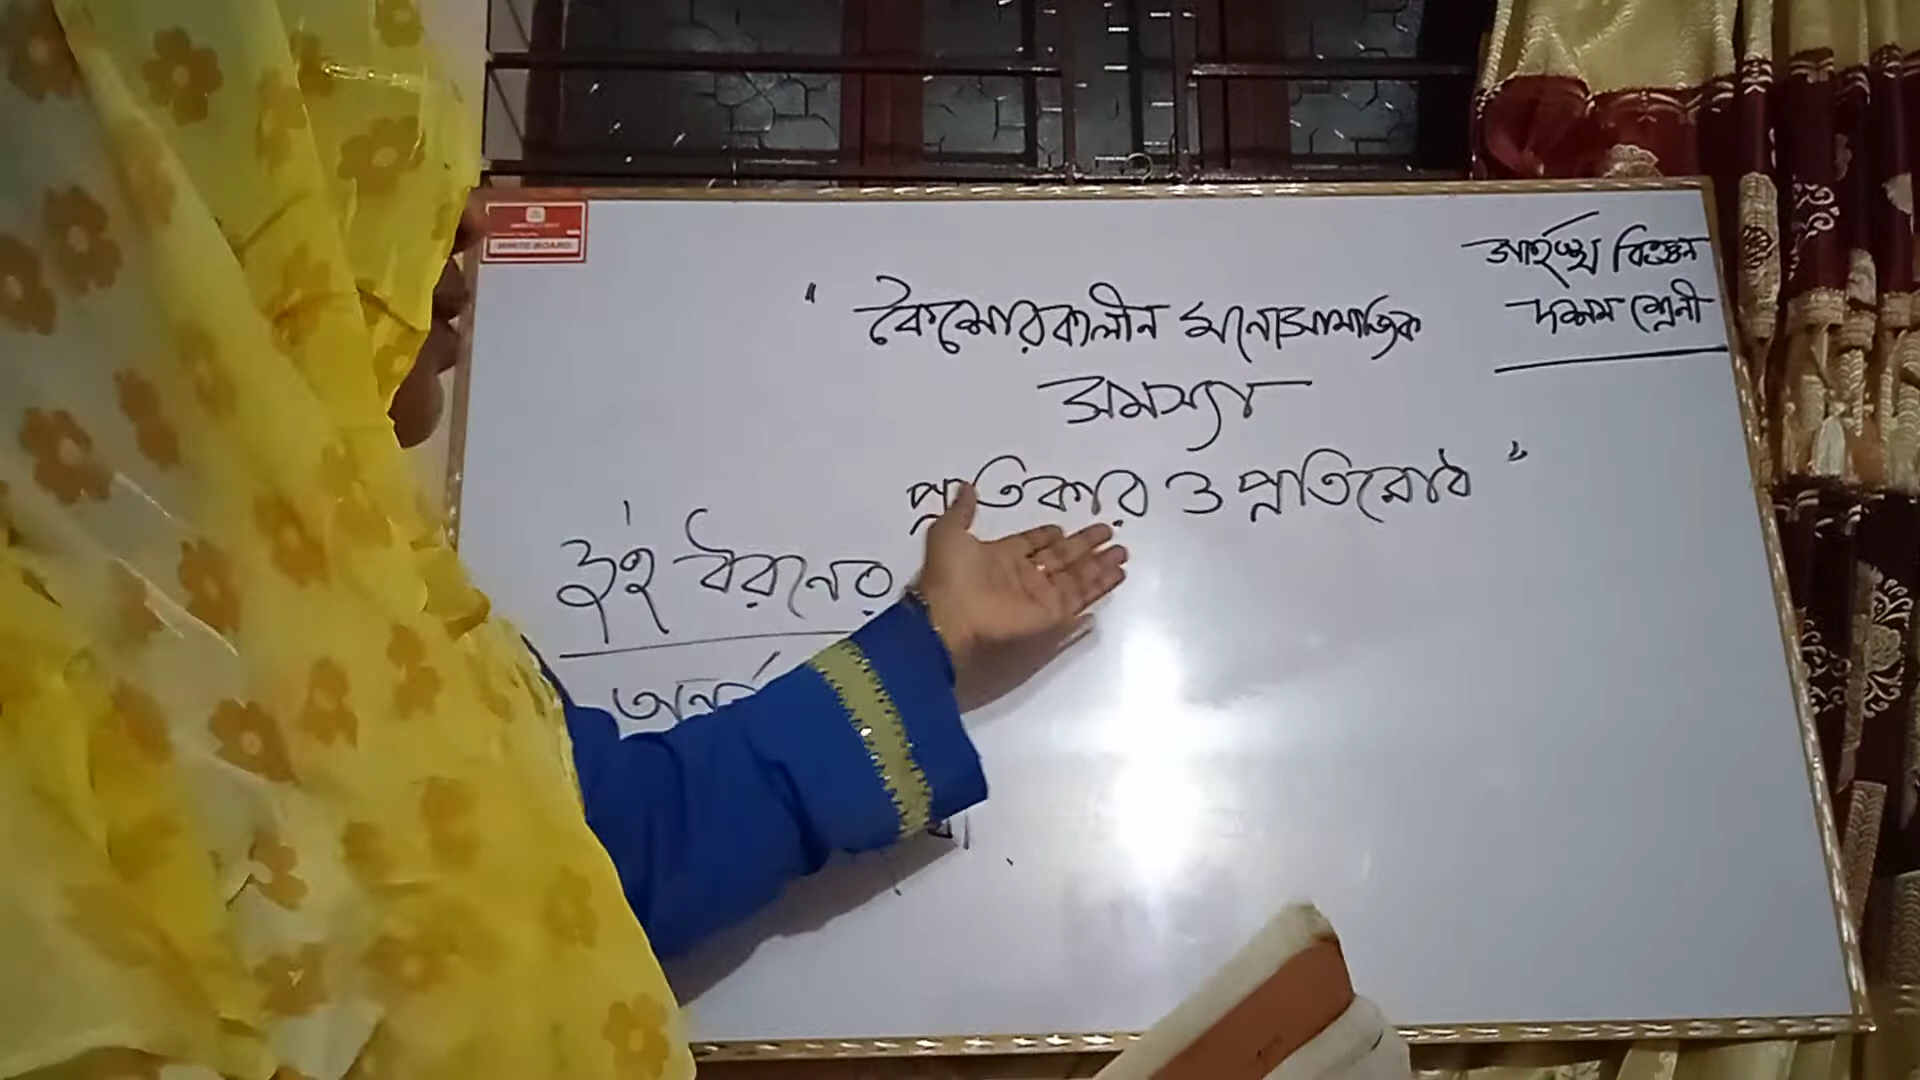 WHITE BOARD
গার্হস্থ্য বিজ্ঞান
দশম শ্রেনী
" কৈশোরকালীন মনোসামাজিক
সমস্যা
প্রতিকার ও প্রতিরোধ "
দুই ধরনের